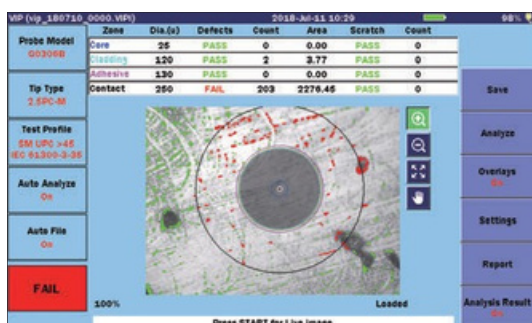 VIP (vip_180710_0000.VIPi) 2018-Jul-11 10:29 98%
Probe Model
G0306B
Tip Type
2.5PC-M
Test Profile
SM UPC >45
IEC 61300-3-35
Auto Analyze
On
Auto File
On
FAIL
Zone Dia.(u) Defects Count Area Scratch Count
Core 25 PASS 0 0.00 PASS 0
Cladding 120 PASS 2 3.77 PASS 0
Adhesive 130 PASS 0 0.00 PASS 0
Contact 250 FAIL 203 2276.45 PASS 0
100% Loaded
Press START for Live image
Save
Analyze
Overlays
On
Settings
Report
Analysis Result
On